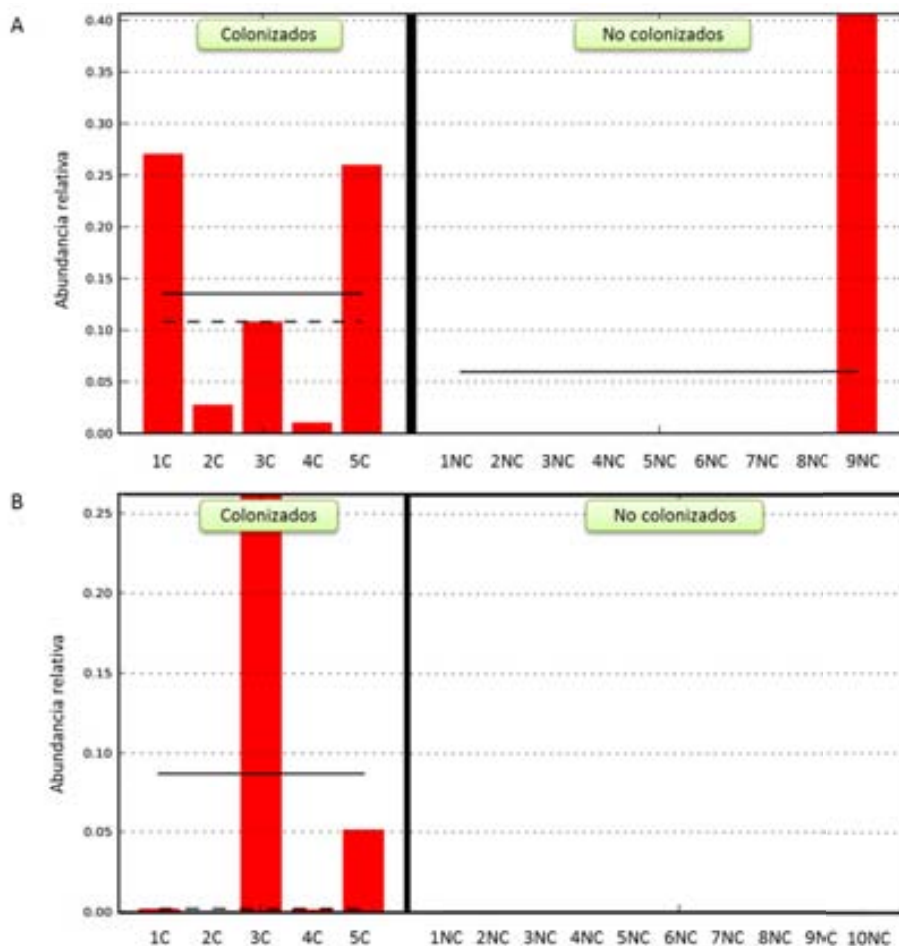 A
Colonizados
No colonizados
Abundancia relativa
0.40
0.35
0.30
0.25
0.20
0.15
0.10
0.05
0.00
1C 2C 3C 4C 5C 1NC 2NC 3NC 4NC 5NC 6NC 7NC 8NC 9NC
B
Colonizados
No colonizados
Abundancia relativa
0.25
0.20
0.15
0.10
0.05
0.00
1C 2C 3C 4C 5C 1NC 2NC 3NC 4NC 5NC 6NC 7NC 8NC 9NC 10NC